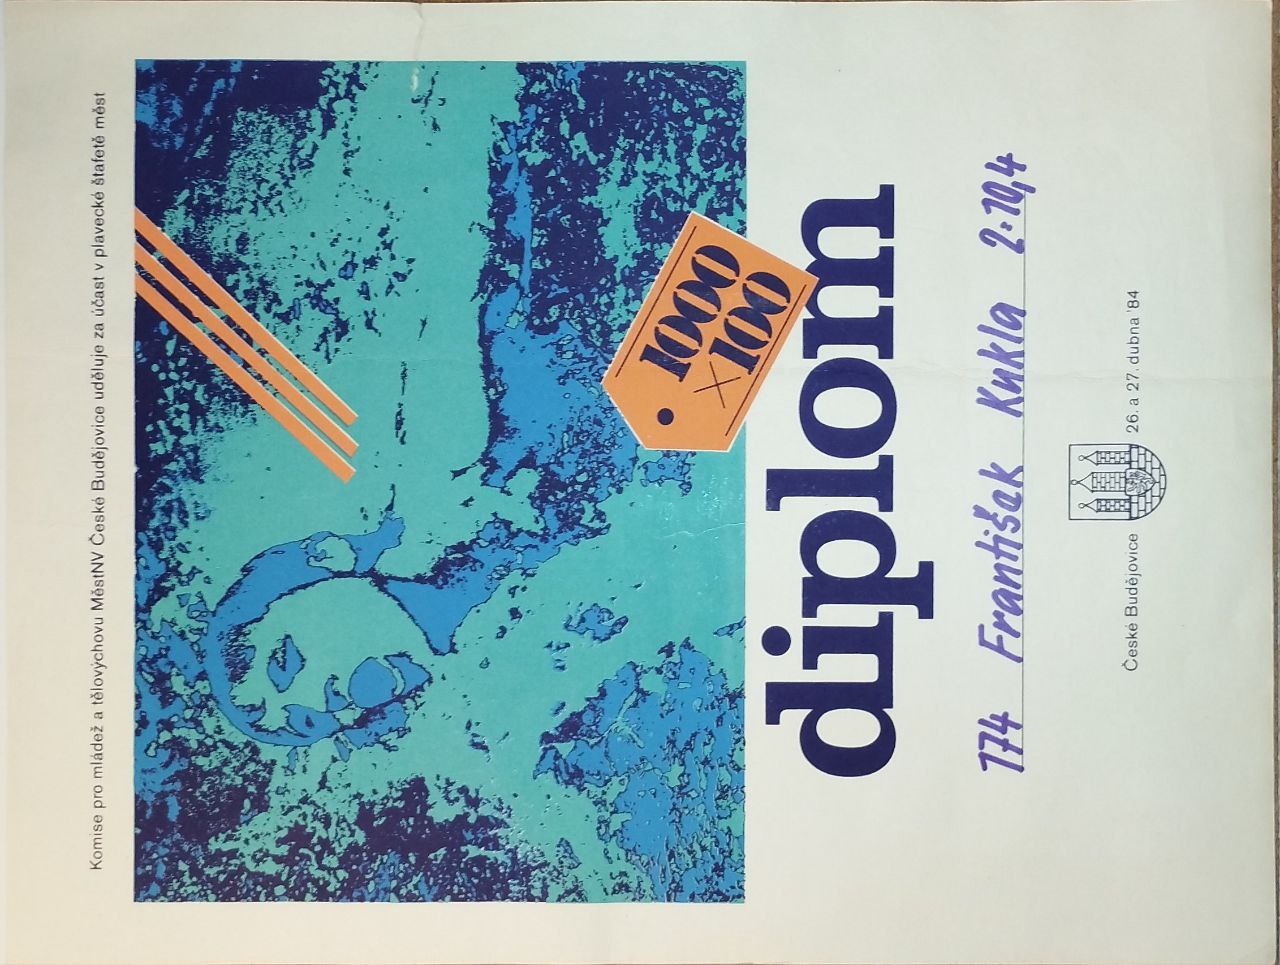 Komise pro mládež a tělovýchovu MěstNV České Budějovice uděluje za účast v plavecké štafetě měst
1000
×100
diplom
774 František Kukla 2:10,4
České Budějovice 26. a 27. dubna '84